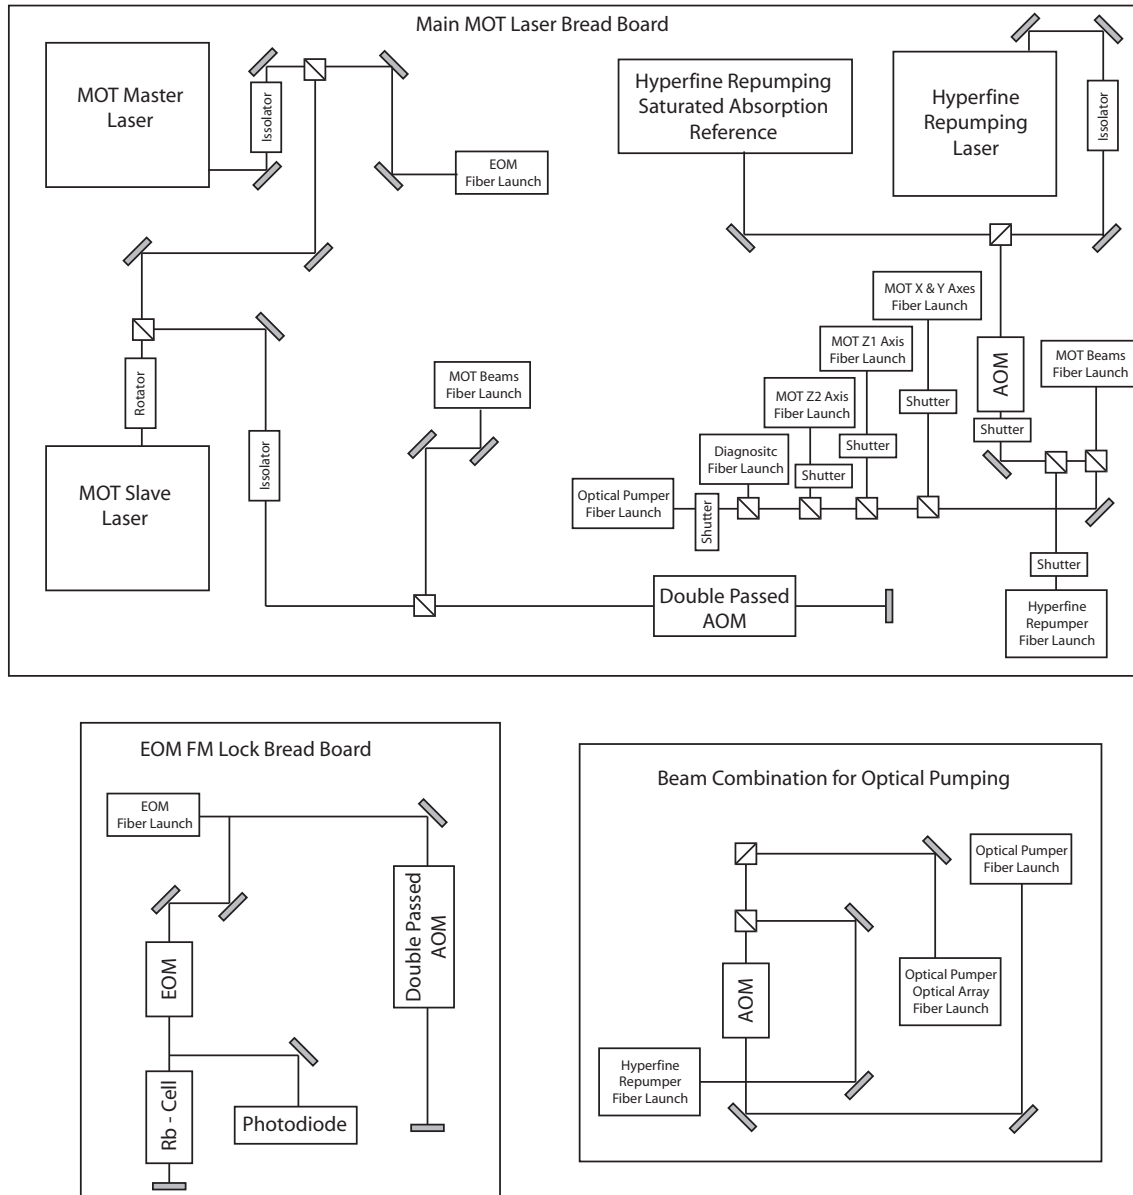 Main MOT Laser Bread Board
MOT Master
Laser
Issolator
EOM
Fiber Launch
Hyperfine Repumping
Saturated Absorption
Reference
Hyperfine
Repumping
Laser
Issolator
MOT X & Y Axes
Fiber Launch
MOT Z1 Axis
Fiber Launch
MOT Beams
Fiber Launch
AOM
Rotator
MOT Beams
Fiber Launch
MOT Z2 Axis
Fiber Launch
Shutter
Shutter
Issolator
Diagnositc
Fiber Launch
Shutter
Shutter
MOT Slave
Laser
Optical Pumper
Fiber Launch
Shutter
Shutter
Double Passed
AOM
Hyperfine
Repumper
Fiber Launch
EOM FM Lock Bread Board
EOM
Fiber Launch
Double Passed
AOM
EOM
Rb - Cell
Photodiode
Beam Combination for Optical Pumping
Optical Pumper
Fiber Launch
AOM
Optical Pumper
Optical Array
Fiber Launch
Hyperfine
Repumper
Fiber Launch